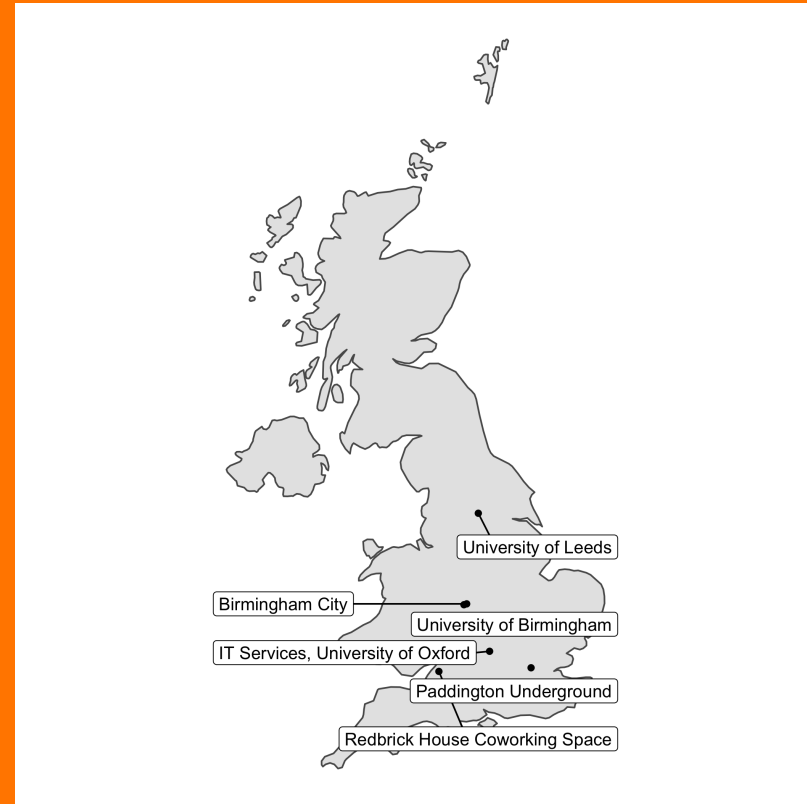 University of Leeds
Birmingham City
University of Birmingham
IT Services, University of Oxford
Paddington Underground
Redbrick House Coworking Space